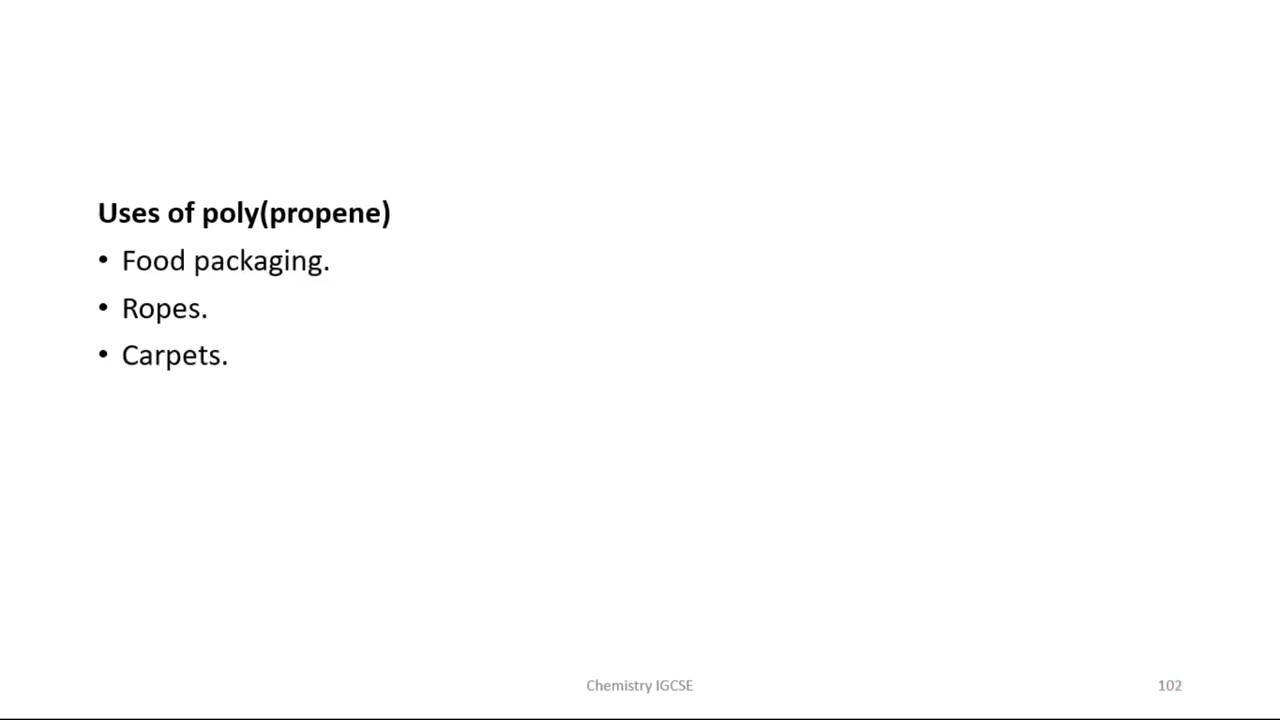 Uses of poly(propene)
• Food packaging.
• Ropes.
• Carpets.
Chemistry IGCSE
102